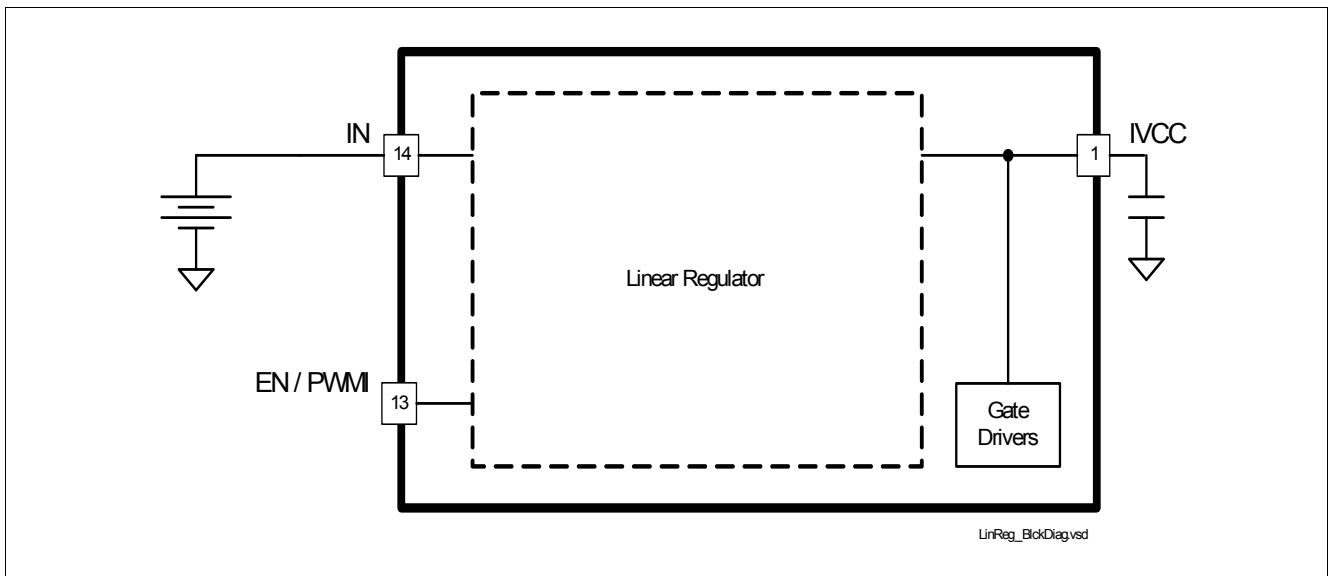 IN
14
IVCC
1
Linear Regulator
EN / PWMI
13
Gate
Drivers
LinReg_BlckDiag.vsd